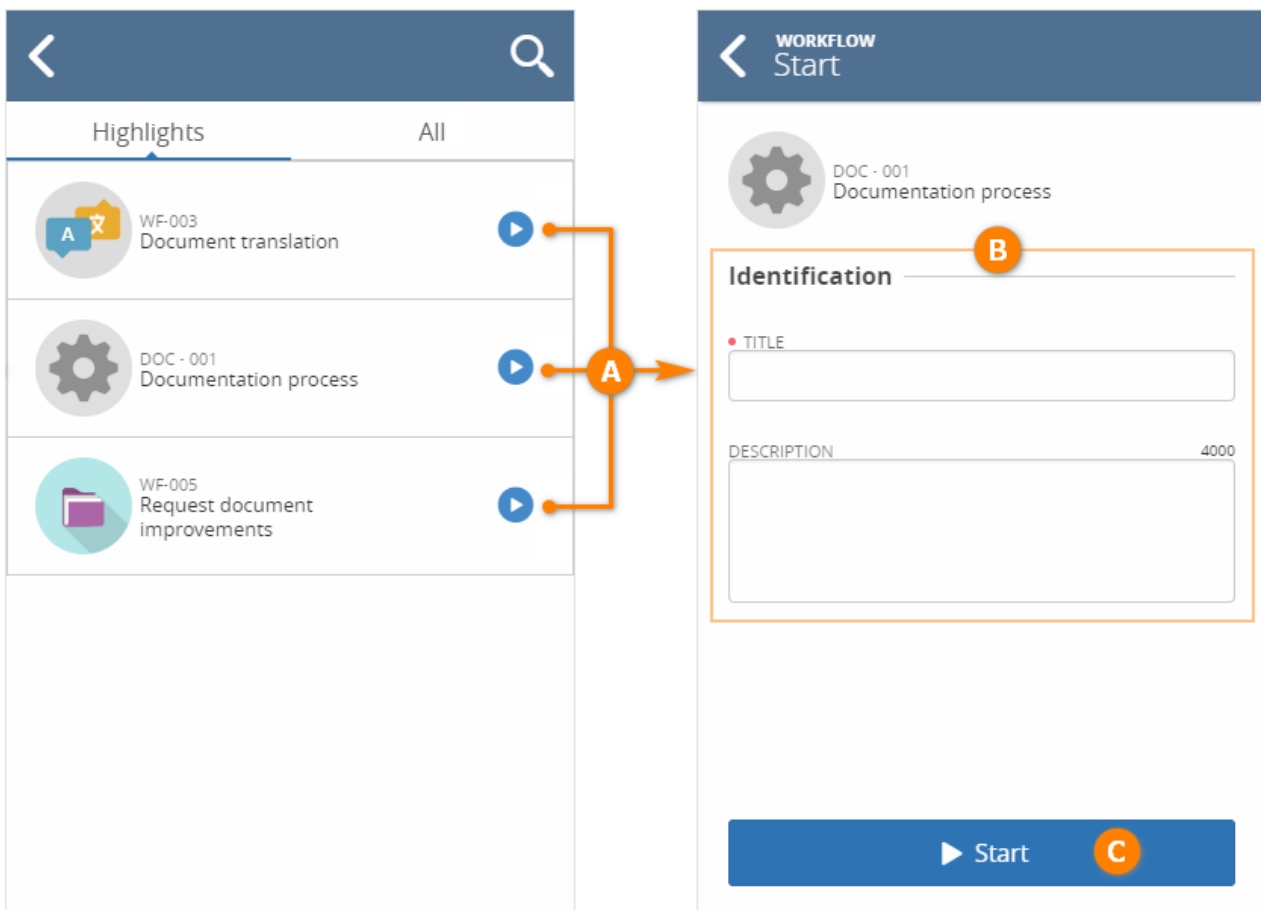 Highlights
All
A 文
WF-003
Document translation
DOC - 001
Documentation process
WF-005
Request document
improvements
A
WORKFLOW
Start
DOC - 001
Documentation process
B
Identification
TITLE
DESCRIPTION
4000
Start
C